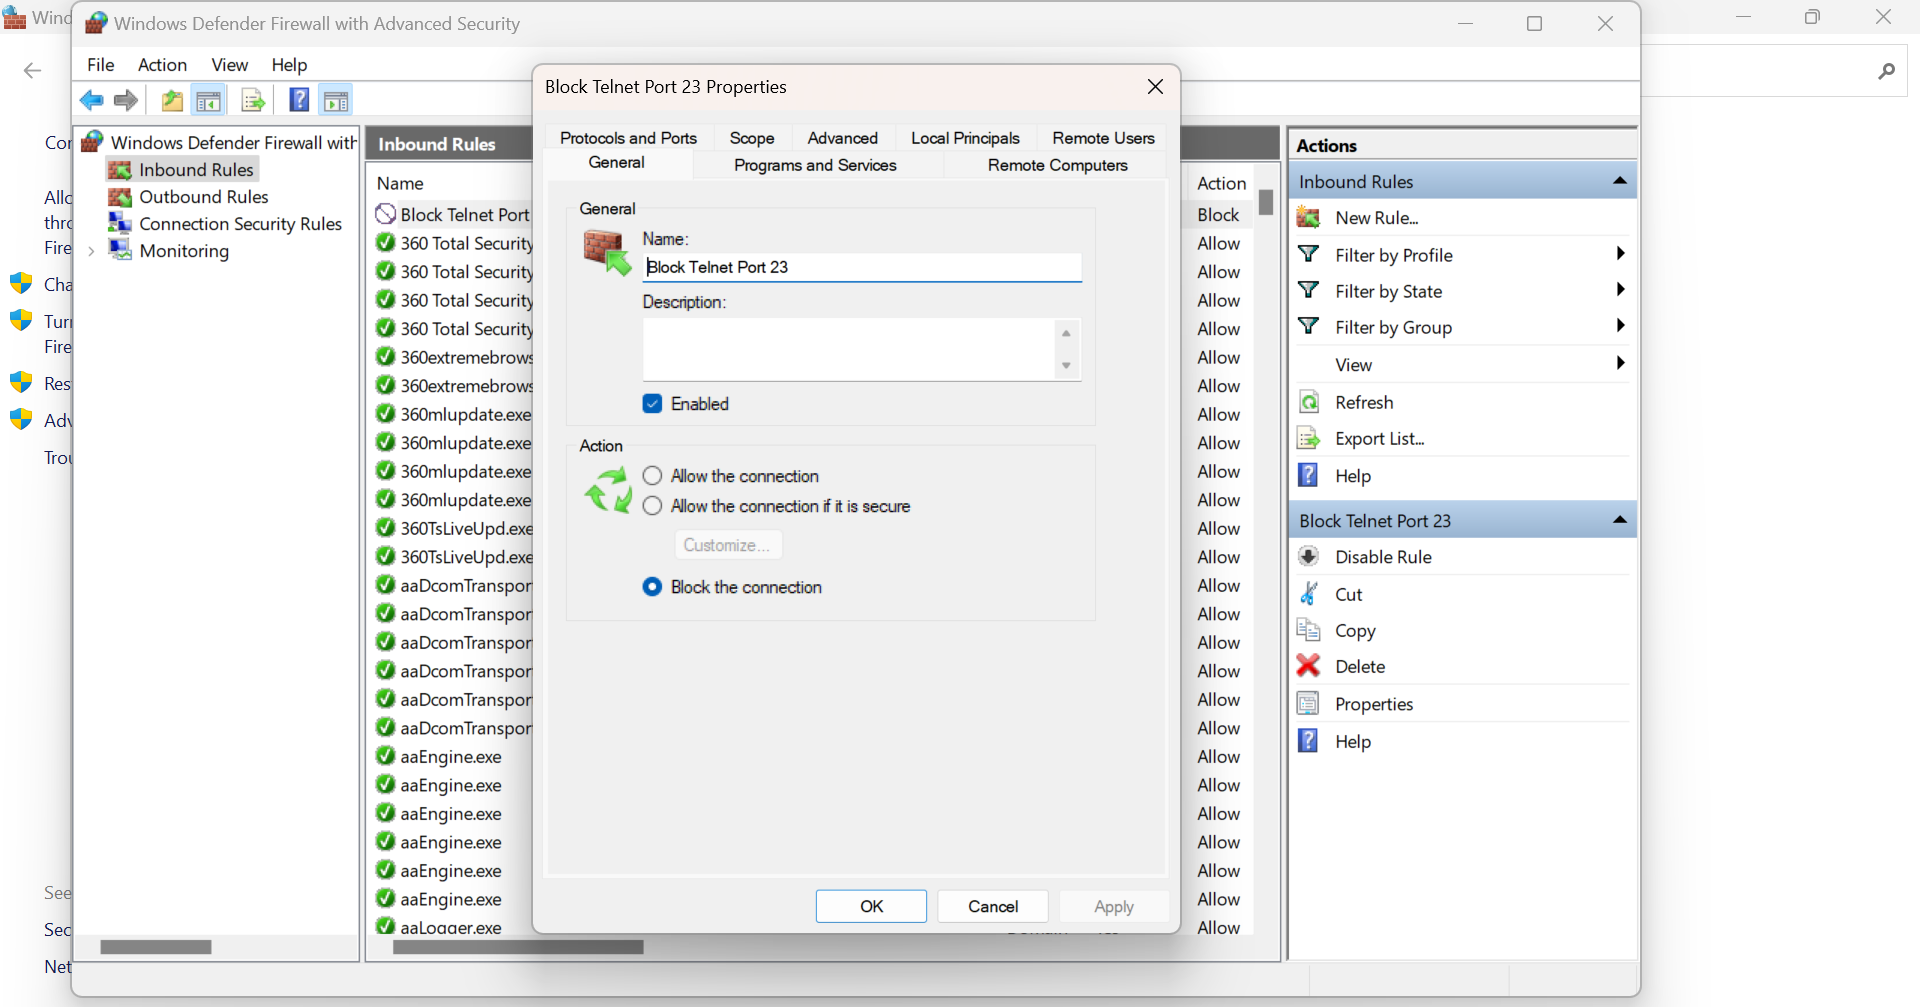 Wind
Windows Defender Firewall with Advanced Security
File Action View Help
Windows Defender Firewall with
Inbound Rules
Outbound Rules
Connection Security Rules
Monitoring
Cor
Allo
thro
Fire
Cha
Turn
Fire
Res
Adv
Trou
See
Sec
Net
Inbound Rules
Name
Action
Block Telnet Port
Block
360 Total Security
Allow
360 Total Security
Allow
360 Total Security
Allow
360 Total Security
Allow
360extremebrows
Allow
360extremebrows
Allow
360mlupdate.exe
Allow
360mlupdate.exe
Allow
360mlupdate.exe
Allow
360mlupdate.exe
Allow
360TsLiveUpd.exe
Allow
360TsLiveUpd.exe
Allow
aaDcomTranspor
Allow
aaDcomTranspor
Allow
aaDcomTranspor
Allow
aaDcomTranspor
Allow
aaDcomTranspor
Allow
aaDcomTranspor
Allow
aaEngine.exe
Allow
aaEngine.exe
Allow
aaEngine.exe
Allow
aaEngine.exe
Allow
aaEngine.exe
Allow
aaEngine.exe
Allow
aaLogger.exe
Allow
Block Telnet Port 23 Properties
Protocols and Ports Scope Advanced Local Principals Remote Users
General Programs and Services Remote Computers
General
Name:
Block Telnet Port 23
Description:
Enabled
Action
Allow the connection
Allow the connection if it is secure
Customize...
Block the connection
OK Cancel Apply
Actions
Inbound Rules
New Rule...
Filter by Profile
Filter by State
Filter by Group
View
Refresh
Export List...
Help
Block Telnet Port 23
Disable Rule
Cut
Copy
Delete
Properties
Help